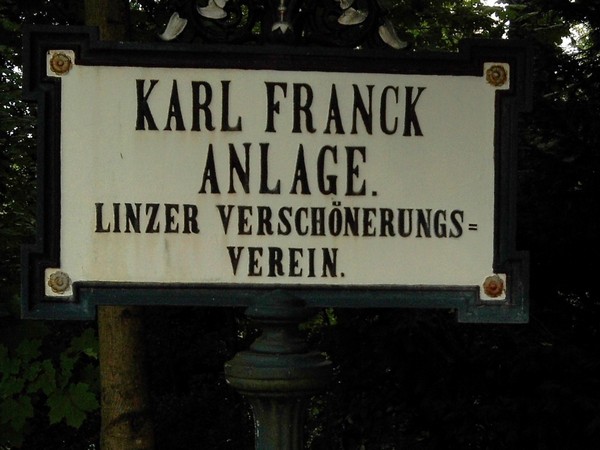 KARL FRANCK
ANLAGE.
LINZER VERSCHÖNERUNGS=
VEREIN.